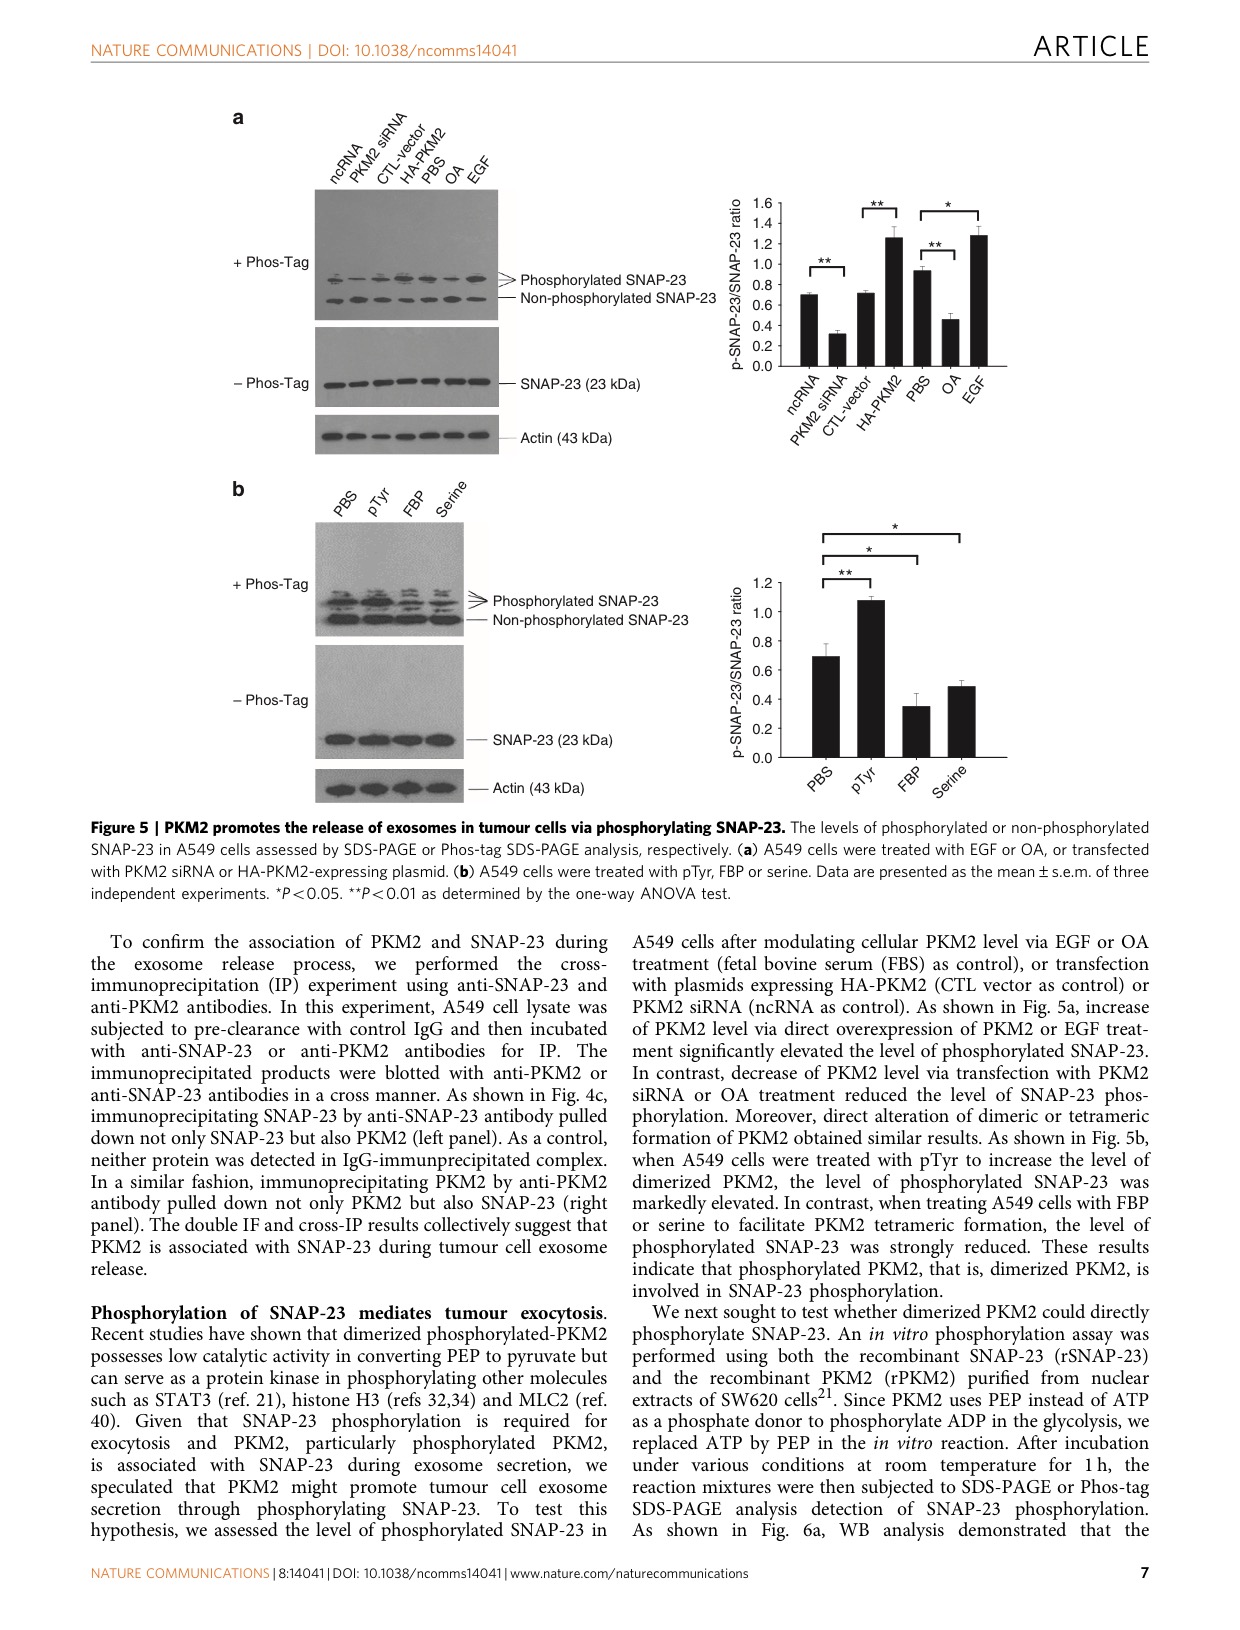 NATURE COMMUNICATIONS | DOI: 10.1038/ncomms14041
ARTICLE
a
ncRNA
PKM2 siRNA
CTL-vector
HA-PKM2
PBS
OA
EGF
+ Phos-Tag
Phosphorylated SNAP-23
Non-phosphorylated SNAP-23
– Phos-Tag
SNAP-23 (23 kDa)
Actin (43 kDa)
p-SNAP-23/SNAP-23 ratio
1.6
1.4
1.2
1.0
0.8
0.6
0.4
0.2
0.0
**
**
**
*
ncRNA
PKM2 siRNA
CTL-vector
HA-PKM2
PBS
OA
EGF
b
PBS
pTyr
FBP
Serine
+ Phos-Tag
Phosphorylated SNAP-23
Non-phosphorylated SNAP-23
– Phos-Tag
SNAP-23 (23 kDa)
Actin (43 kDa)
p-SNAP-23/SNAP-23 ratio
1.2
1.0
0.8
0.6
0.4
0.2
0.0
*
*
**
PBS
pTyr
FBP
Serine
Figure 5 | PKM2 promotes the release of exosomes in tumour cells via phosphorylating SNAP-23. The levels of phosphorylated or non-phosphorylated
SNAP-23 in A549 cells assessed by SDS-PAGE or Phos-tag SDS-PAGE analysis, respectively. (a) A549 cells were treated with EGF or OA, or transfected
with PKM2 siRNA or HA-PKM2-expressing plasmid. (b) A549 cells were treated with pTyr, FBP or serine. Data are presented as the mean ± s.e.m. of three
independent experiments. *P<0.05. **P<0.01 as determined by the one-way ANOVA test.
To confirm the association of PKM2 and SNAP-23 during
the exosome release process, we performed the cross-
immunoprecipitation (IP) experiment using anti-SNAP-23 and
anti-PKM2 antibodies. In this experiment, A549 cell lysate was
subjected to pre-clearance with control IgG and then incubated
with anti-SNAP-23 or anti-PKM2 antibodies for IP. The
immunoprecipitated products were blotted with anti-PKM2 or
anti-SNAP-23 antibodies in a cross manner. As shown in Fig. 4c,
immunoprecipitating SNAP-23 by anti-SNAP-23 antibody pulled
down not only SNAP-23 but also PKM2 (left panel). As a control,
neither protein was detected in IgG-immunprecipitated complex.
In a similar fashion, immunoprecipitating PKM2 by anti-PKM2
antibody pulled down not only PKM2 but also SNAP-23 (right
panel). The double IF and cross-IP results collectively suggest that
PKM2 is associated with SNAP-23 during tumour cell exosome
release.
Phosphorylation of SNAP-23 mediates tumour exocytosis.
Recent studies have shown that dimerized phosphorylated-PKM2
possesses low catalytic activity in converting PEP to pyruvate but
can serve as a protein kinase in phosphorylating other molecules
such as STAT3 (ref. 21), histone H3 (refs 32,34) and MLC2 (ref.
40). Given that SNAP-23 phosphorylation is required for
exocytosis and PKM2, particularly phosphorylated PKM2,
is associated with SNAP-23 during exosome secretion, we
speculated that PKM2 might promote tumour cell exosome
secretion through phosphorylating SNAP-23. To test this
hypothesis, we assessed the level of phosphorylated SNAP-23 in
A549 cells after modulating cellular PKM2 level via EGF or OA
treatment (fetal bovine serum (FBS) as control), or transfection
with plasmids expressing HA-PKM2 (CTL vector as control) or
PKM2 siRNA (ncRNA as control). As shown in Fig. 5a, increase
of PKM2 level via direct overexpression of PKM2 or EGF treat-
ment significantly elevated the level of phosphorylated SNAP-23.
In contrast, decrease of PKM2 level via transfection with PKM2
siRNA or OA treatment reduced the level of SNAP-23 phos-
phorylation. Moreover, direct alteration of dimeric or tetrameric
formation of PKM2 obtained similar results. As shown in Fig. 5b,
when A549 cells were treated with pTyr to increase the level of
dimerized PKM2, the level of phosphorylated SNAP-23 was
markedly elevated. In contrast, when treating A549 cells with FBP
or serine to facilitate PKM2 tetrameric formation, the level of
phosphorylated SNAP-23 was strongly reduced. These results
indicate that phosphorylated PKM2, that is, dimerized PKM2, is
involved in SNAP-23 phosphorylation.
We next sought to test whether dimerized PKM2 could directly
phosphorylate SNAP-23. An in vitro phosphorylation assay was
performed using both the recombinant SNAP-23 (rSNAP-23)
and the recombinant PKM2 (rPKM2) purified from nuclear
extracts of SW620 cells21. Since PKM2 uses PEP instead of ATP
as a phosphate donor to phosphorylate ADP in the glycolysis, we
replaced ATP by PEP in the in vitro reaction. After incubation
under various conditions at room temperature for 1 h, the
reaction mixtures were then subjected to SDS-PAGE or Phos-tag
SDS-PAGE analysis detection of SNAP-23 phosphorylation.
As shown in Fig. 6a, WB analysis demonstrated that the
NATURE COMMUNICATIONS | 8:14041 | DOI: 10.1038/ncomms14041 | www.nature.com/naturecommunications
7